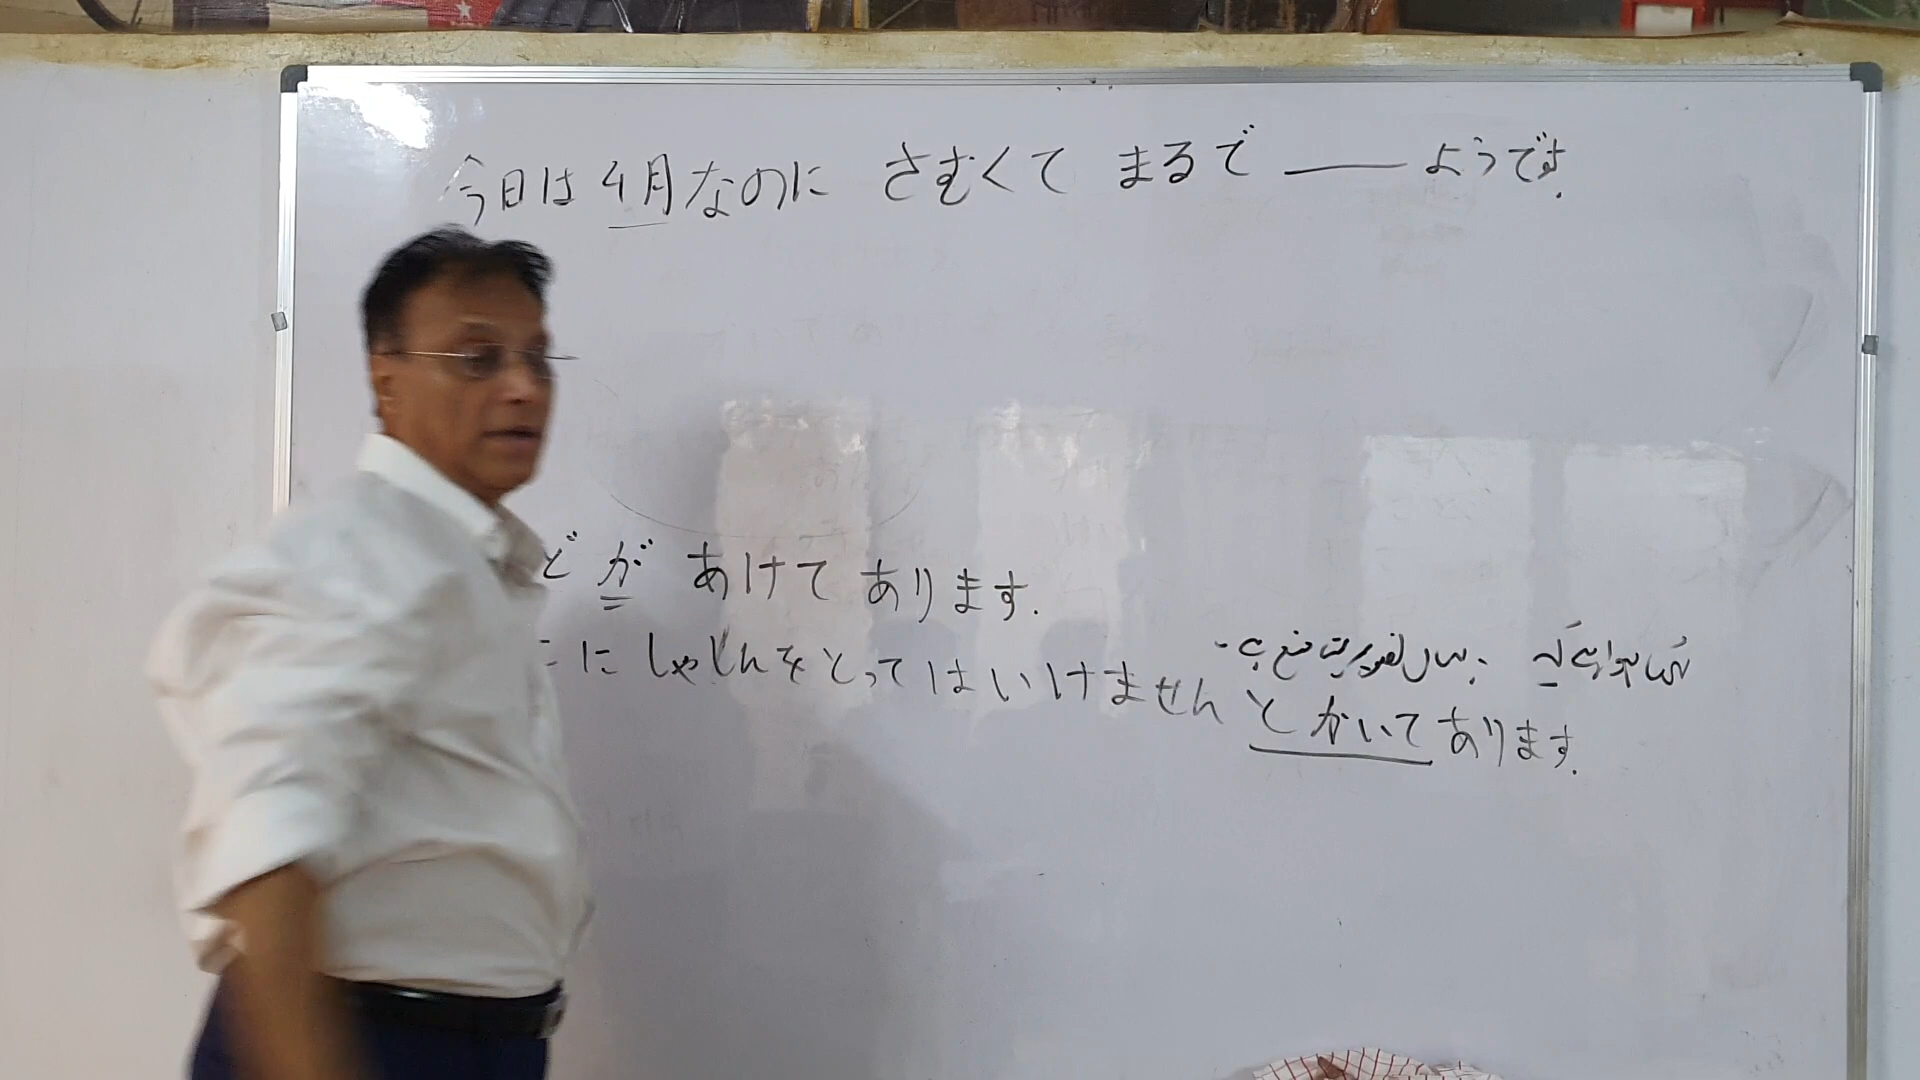 今日は4月なのに さむくて まるで ――― ようです.
どが あけて あります.
にしゃしんをとってはいけません とかいてあります.